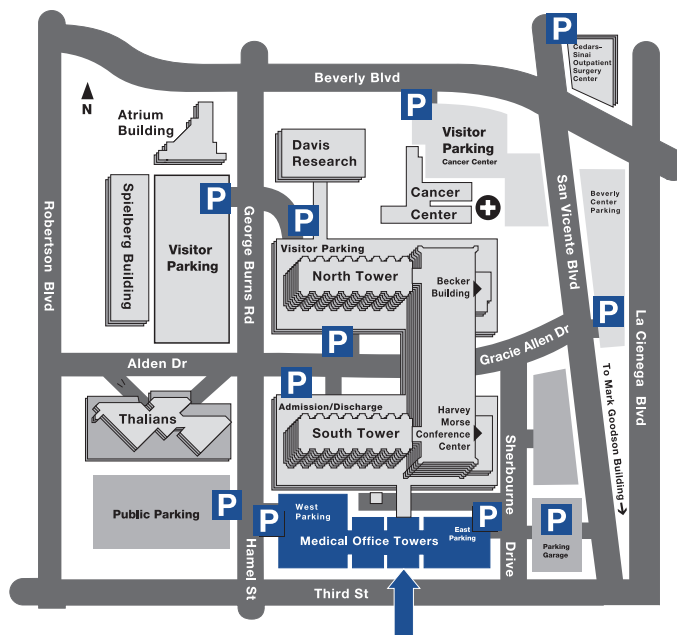 P
Cedars-
Sinai
Outpatient
Surgery
Center
Beverly Blvd
N
P
Atrium
Building
Visitor
Parking
Cancer Center
Davis
Research
Cancer
Center
Spielberg Building
Visitor
Parking
P
P
George Burns Rd
Robertson Blvd
San Vicente Blvd
Beverly
Center
Parking
Visitor Parking
North Tower
Becker
Building
P
La Cienega Blvd
P
Gracie Allen Dr
Alden Dr
P
To Mark Goodson Building
Admission/Discharge
Thalians
South Tower
Harvey
Morse
Conference
Center
Sherbourne Drive
Public Parking
P
P
West
Parking
Medical Office Towers
East
Parking
P
P
Parking
Garage
Hamel St
Third St